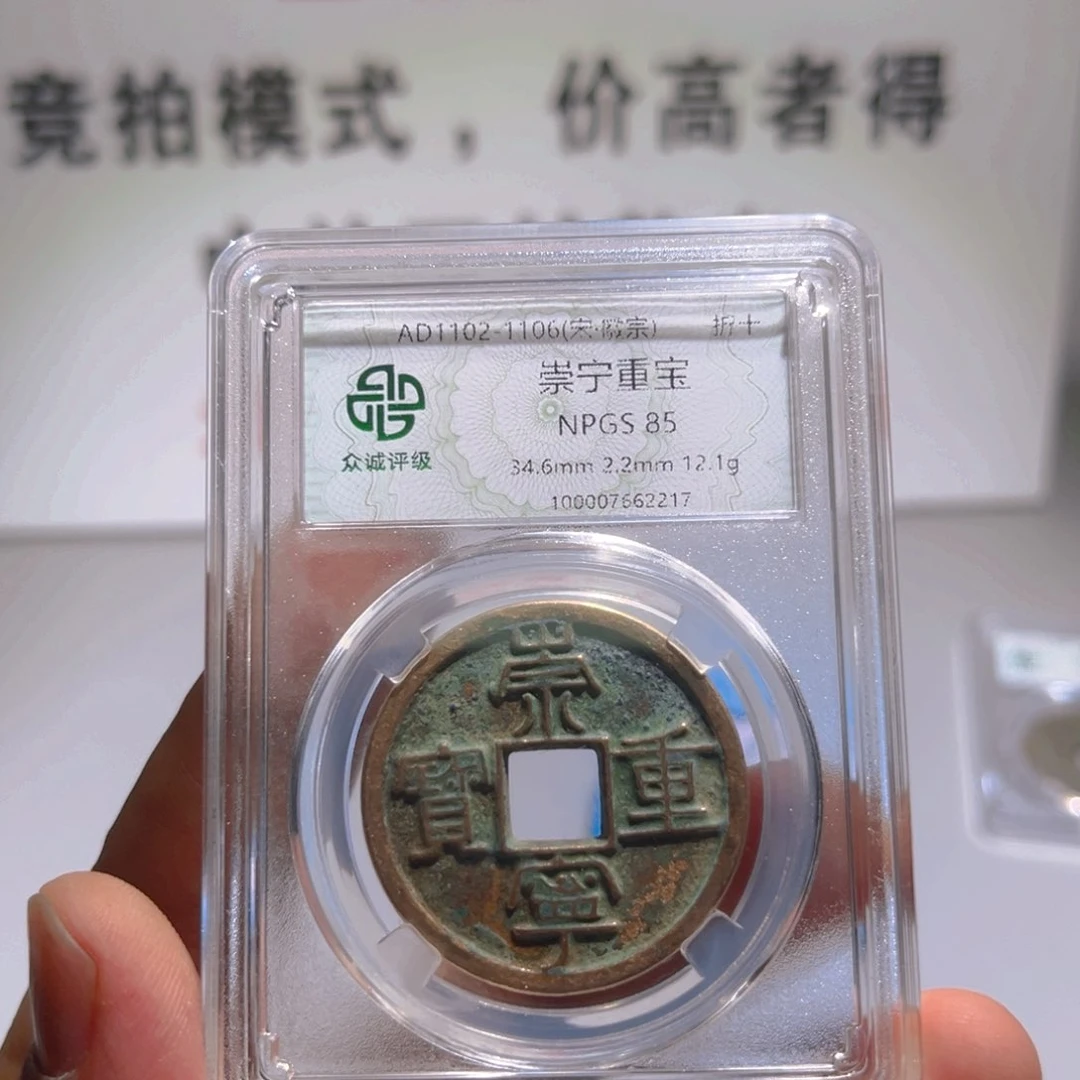 竞拍模式，价高者得
AD1102-1106(宋·徽宗) 折十
崇宁重宝
NPGS 85
众诚评级
34.6mm 2.2mm 12.1g
100007662217
崇
寶 重
寧